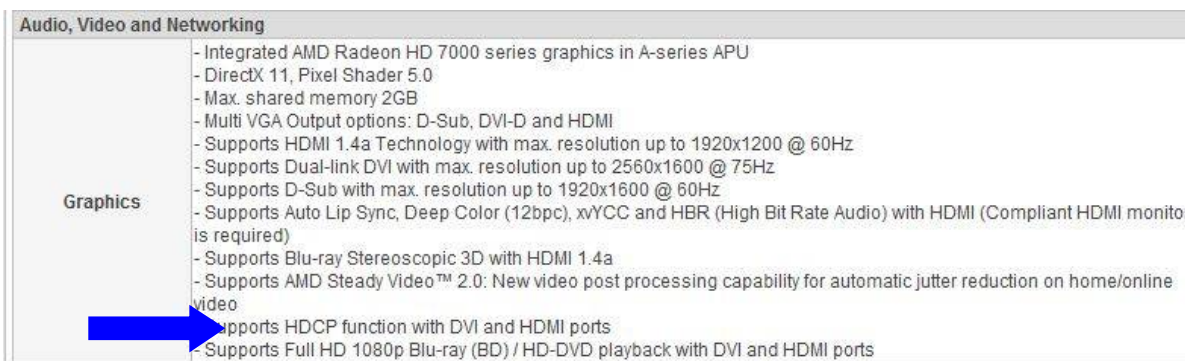 Audio, Video and Networking
Graphics
- Integrated AMD Radeon HD 7000 series graphics in A-series APU
- DirectX 11, Pixel Shader 5.0
- Max. shared memory 2GB
- Multi VGA Output options: D-Sub, DVI-D and HDMI
- Supports HDMI 1.4a Technology with max. resolution up to 1920x1200 @ 60Hz
- Supports Dual-link DVI with max. resolution up to 2560x1600 @ 75Hz
- Supports D-Sub with max. resolution up to 1920x1600 @ 60Hz
- Supports Auto Lip Sync, Deep Color (12bpc), xvYCC and HBR (High Bit Rate Audio) with HDMI (Compliant HDMI monito
is required)
- Supports Blu-ray Stereoscopic 3D with HDMI 1.4a
- Supports AMD Steady Video™ 2.0: New video post processing capability for automatic jutter reduction on home/online
video
upports HDCP function with DVI and HDMI ports
- Supports Full HD 1080p Blu-ray (BD) / HD-DVD playback with DVI and HDMI ports